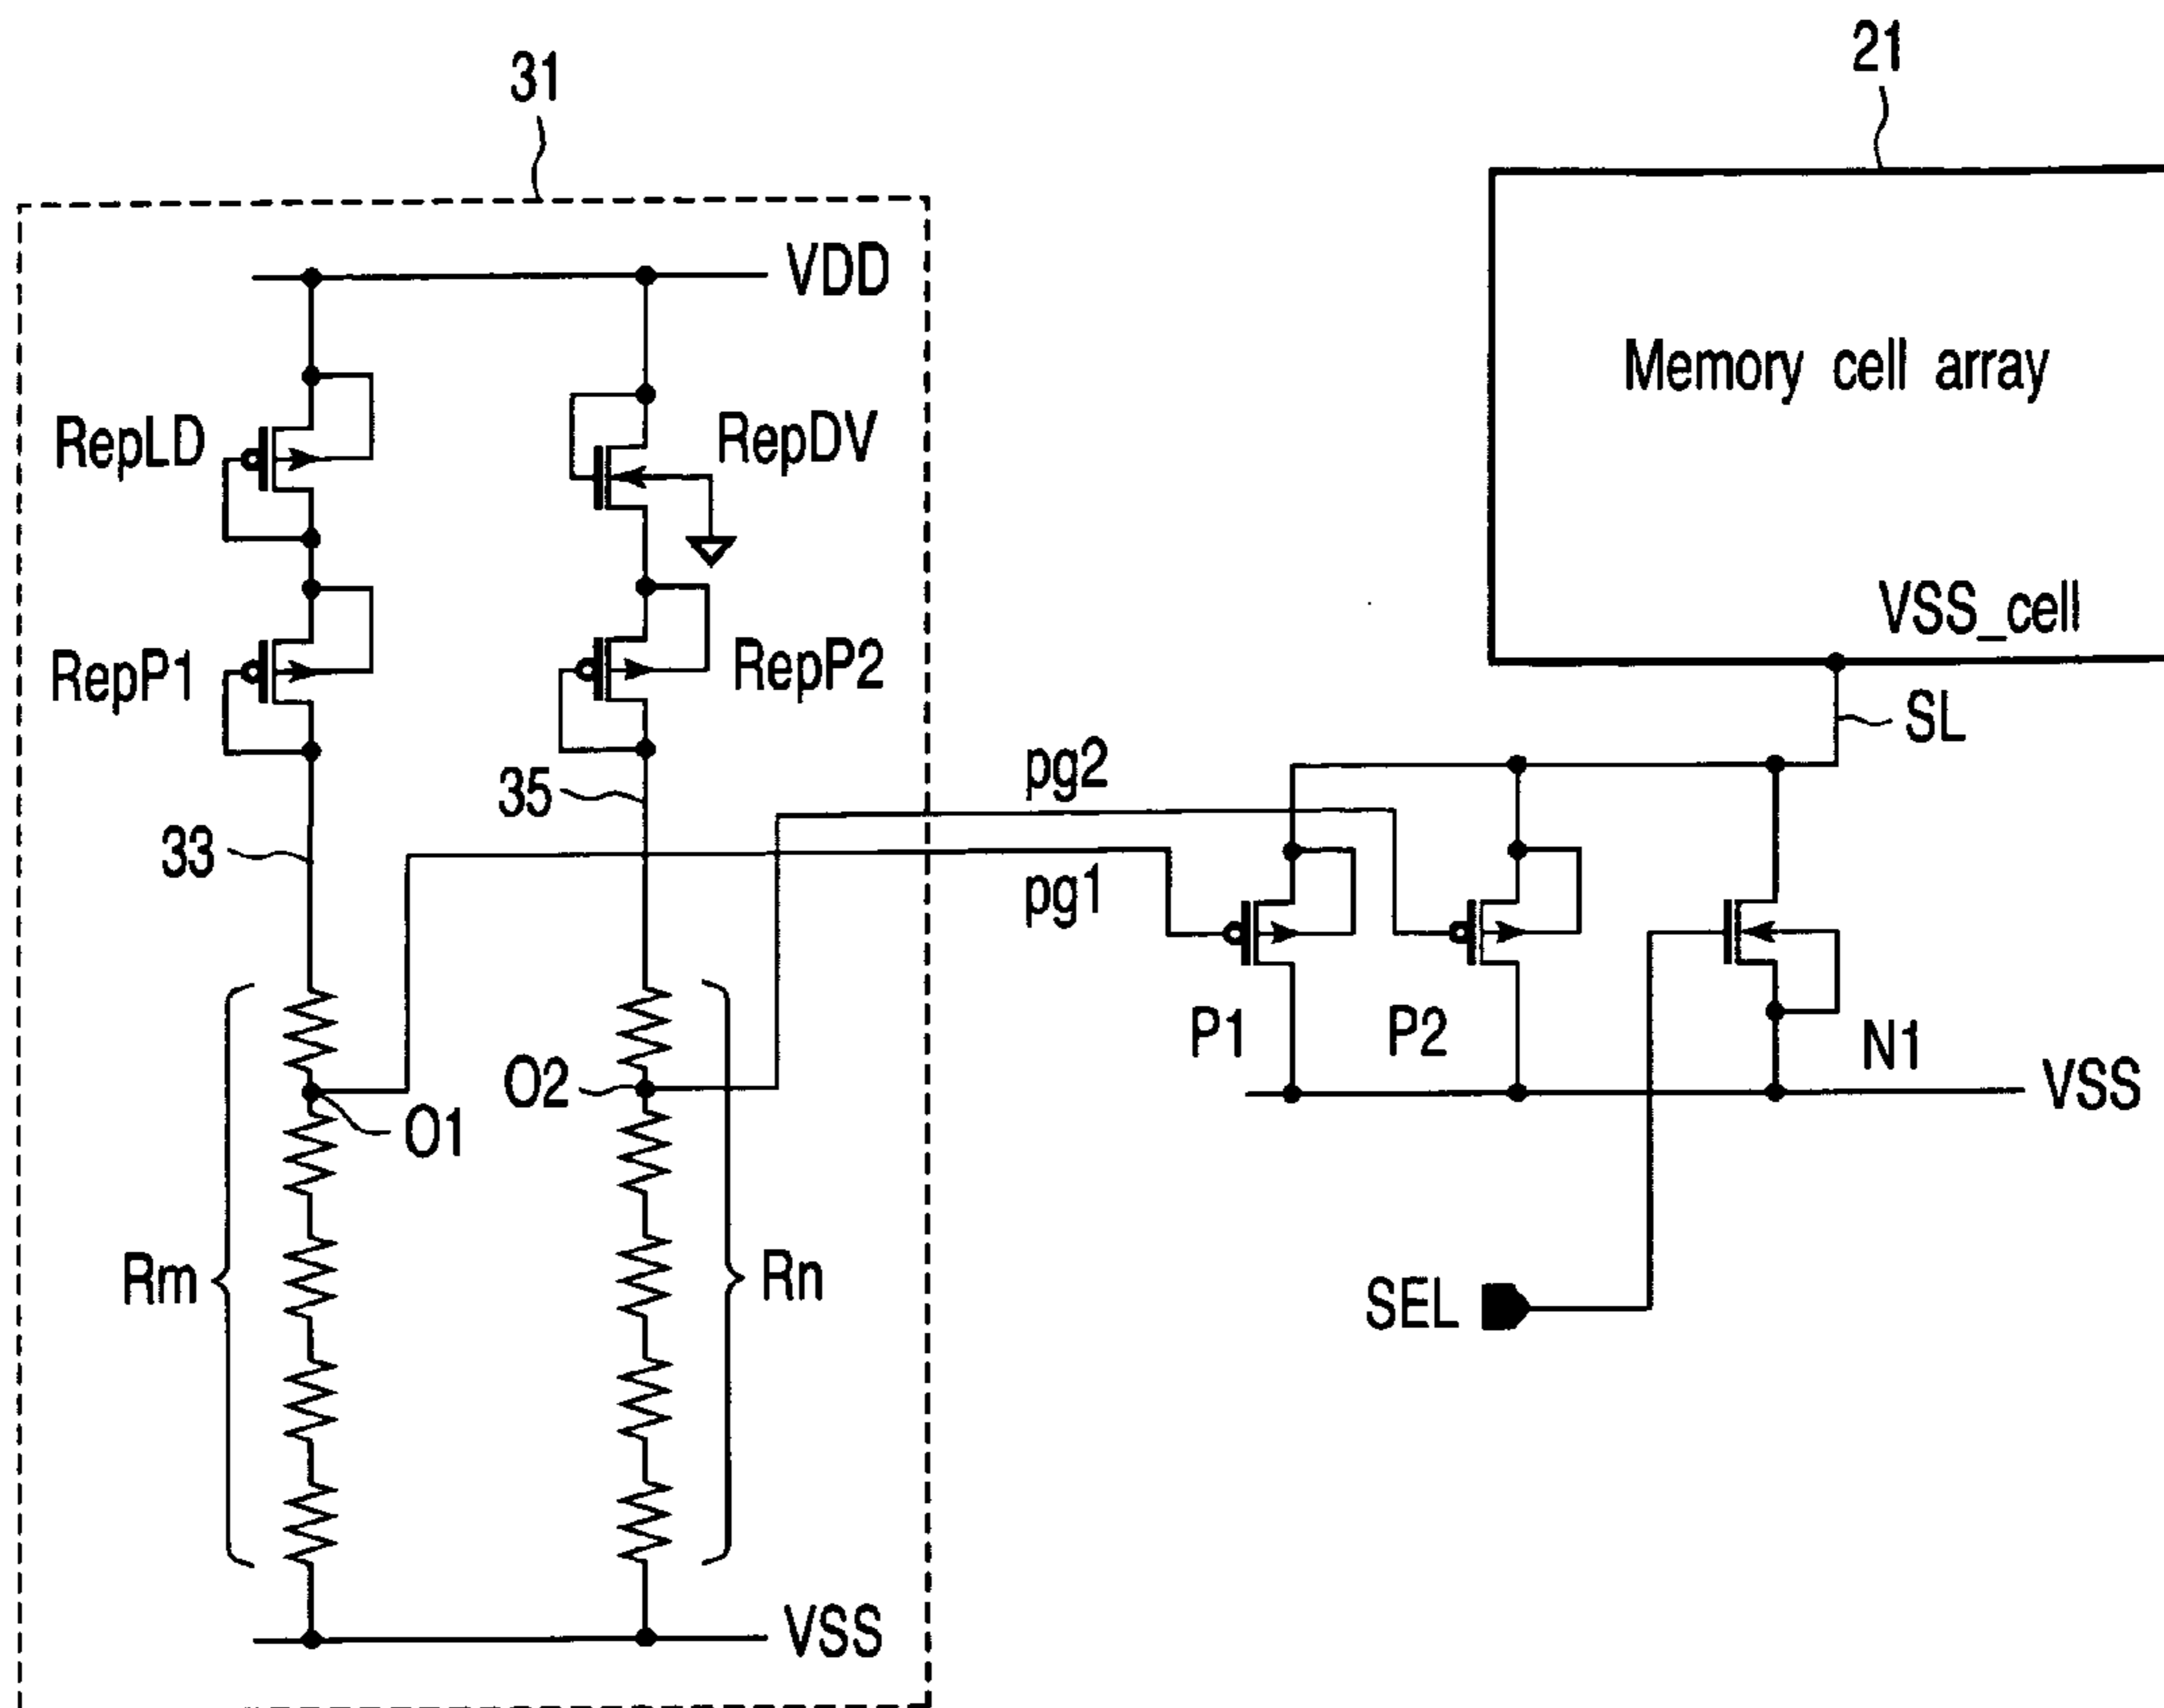 21
31
VDD
Memory cell array
RepLD
RepDV
VSS_cell
RepP1
RepP2
SL
pg2
35
33
pg1
P1
P2
N1
O2
VSS
O1
Rm
Rn
SEL
VSS